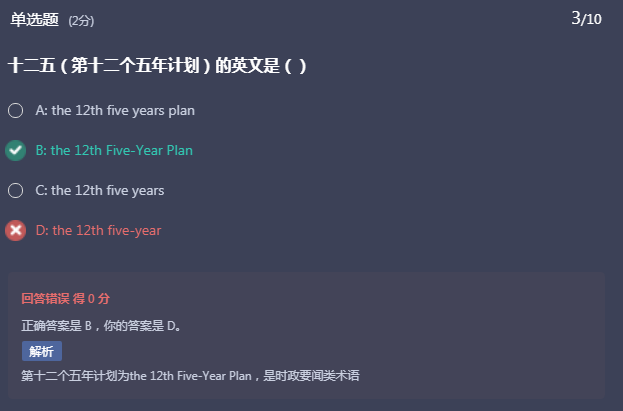 单选题 (2分) 3/10
十二五（第十二个五年计划）的英文是（ ）
A: the 12th five years plan
B: the 12th Five-Year Plan
C: the 12th five years
D: the 12th five-year
回答错误 得 0 分
正确答案是 B，你的答案是 D。
解析
第十二个五年计划为the 12th Five-Year Plan，是时政要闻类术语